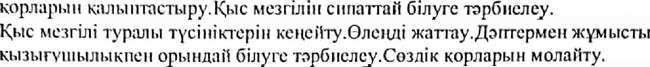 қорларын қалыптастыру.Қыс мезгілін сипаттай білуге тәрбиелеу.
Қыс мезгілі туралы түсініктерін кеңейту.Өлеңді жаттау.Дәптермен жұмысты
қызығушылықпен орындай білуге тәрбиелеу.Сөздік қорларын молайту.